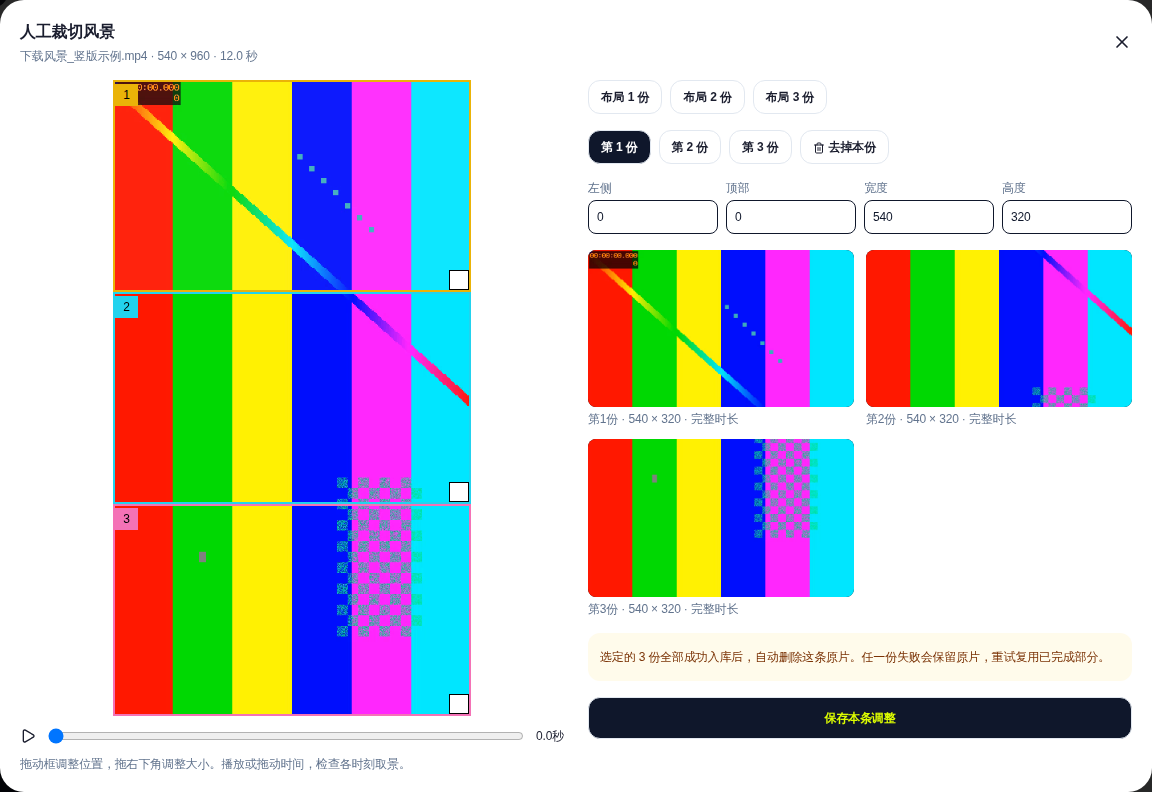 人工裁切风景
下载风景_竖版示例.mp4 · 540 × 960 · 12.0 秒
1
0:00.000
0
2
3
0.0秒
拖动框调整位置，拖右下角调整大小。播放或拖动时间，检查各时刻取景。
布局 1 份
布局 2 份
布局 3 份
第 1 份
第 2 份
第 3 份
去掉本份
左侧
顶部
宽度
高度
0
0
540
320
00:00:00.000
0
第1份 · 540 × 320 · 完整时长
第2份 · 540 × 320 · 完整时长
第3份 · 540 × 320 · 完整时长
选定的 3 份全部成功入库后，自动删除这条原片。任一份失败会保留原片，重试复用已完成部分。
保存本条调整